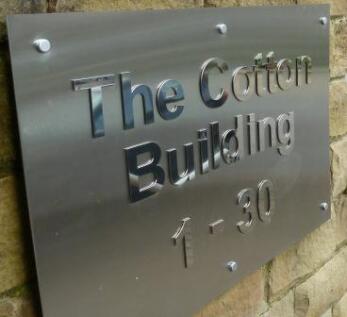 The Cotton
Building
1 - 30